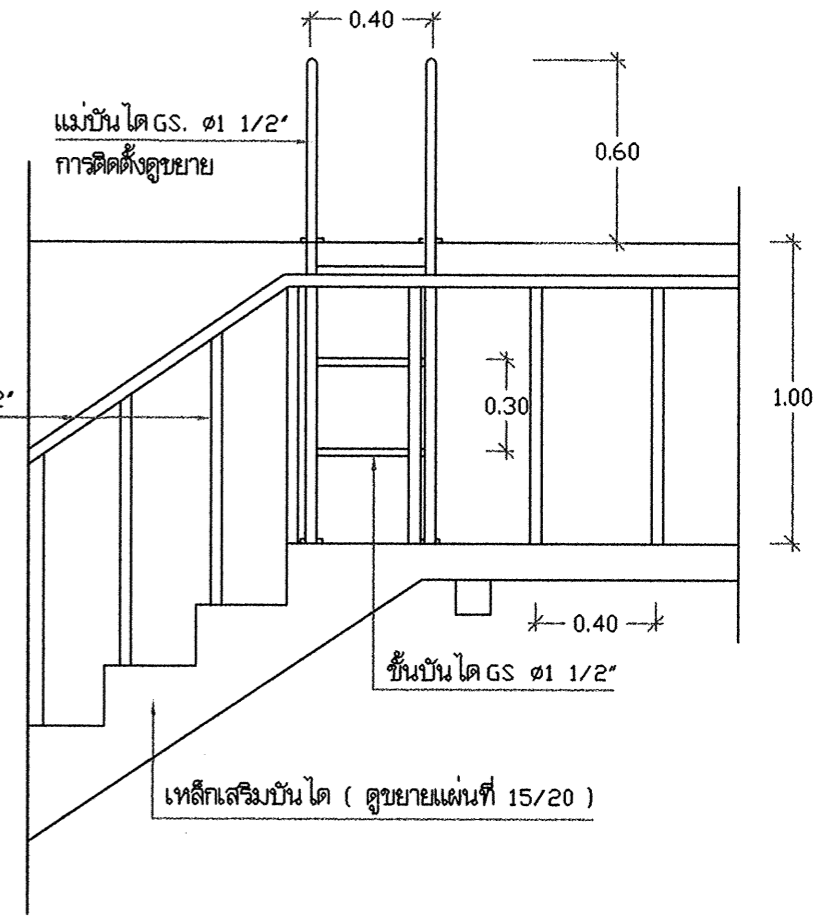 0.40
แม่บันได GS. ø1 1/2"
การติดตั้งดูขยาย
0.60
2"
0.30
1.00
0.40
ขั้นบันได GS ø1 1/2"
เหล็กเสริมบันได ( ดูขยายแผ่นที่ 15/20 )